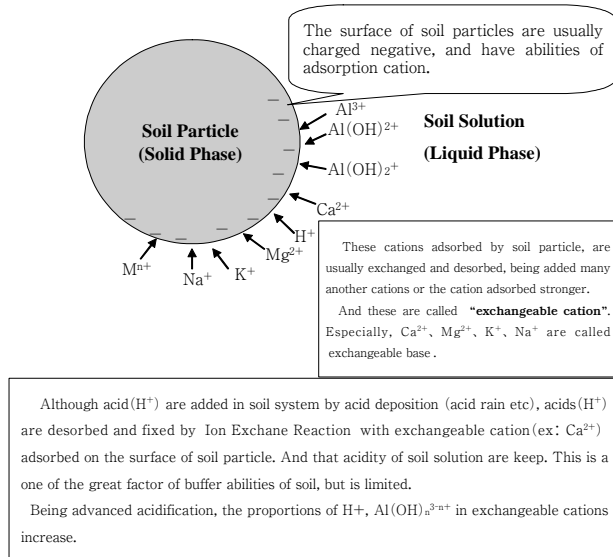 The surface of soil particles are usually
charged negative, and have abilities of
adsorption cation.
Soil Particle
(Solid Phase)
Al³⁺
Al(OH)²⁺
Al(OH)₂⁺
Ca²⁺
H⁺
Mg²⁺
K⁺
Na⁺
Mⁿ⁺
Soil Solution
(Liquid Phase)
These cations adsorbed by soil particle, are
usually exchanged and desorbed, being added many
another cations or the cation adsorbed stronger.
And these are called “exchangeable cation”.
Especially, Ca²⁺、Mg²⁺、K⁺、Na⁺ are called
exchangeable base .
Although acid(H⁺) are added in soil system by acid deposition (acid rain etc), acids(H⁺)
are desorbed and fixed by Ion Exchane Reaction with exchangeable cation(ex: Ca²⁺)
adsorbed on the surface of soil particle. And that acidity of soil solution are keep. This is a
one of the great factor of buffer abilities of soil, but is limited.
Being advanced acidification, the proportions of H+, Al(OH)ₙ³⁻ⁿ⁺ in exchangeable cations
increase.